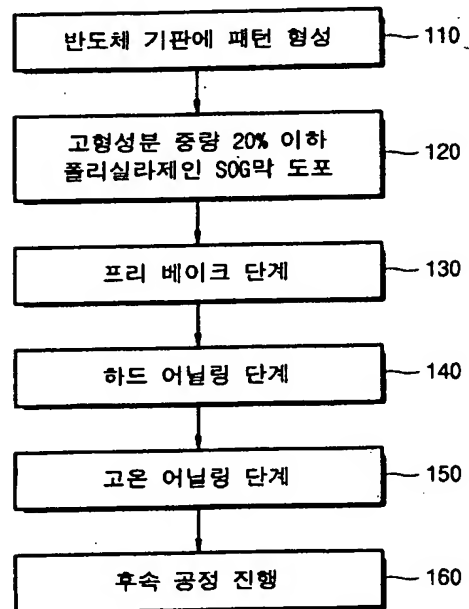 반도체 기판에 패턴 형성
110
고형성분 중량 20% 이하
폴리실라제인 SOG막 도포
120
프리 베이크 단계
130
하드 어닐링 단계
140
고온 어닐링 단계
150
후속 공정 진행
160